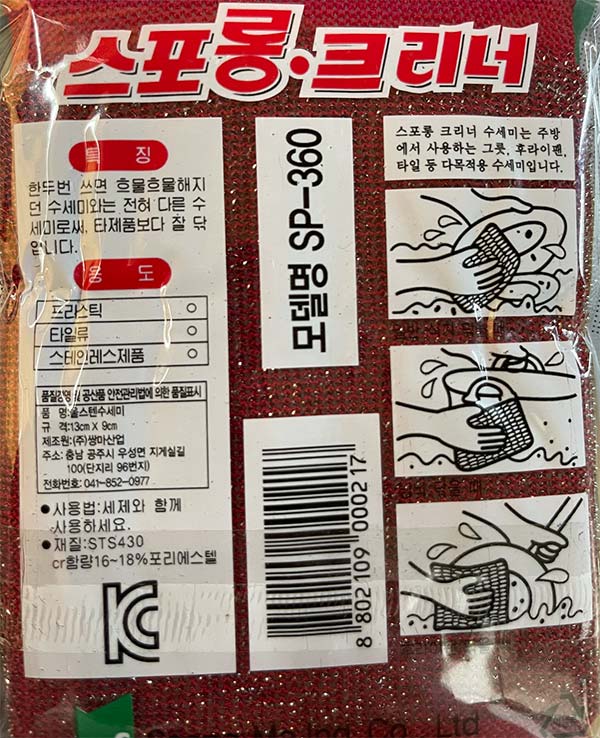 스포롱·크리너
특 징
한두번 쓰면 흐물흐물해지
던 수세미와는 전혀 다른 수
세미로써, 타제품보다 잘 닦
입니다.
용 도
프라스틱 ○
타일류 ○
스테인레스제품 ○
품질경영 및 공산품 안전관리법에 의한 품질표시
품 명:울스텐수세미
규 격:13cm X 9cm
제조원:(주)쌍마산업
주소: 충남 공주시 우성면 지게실길
100(단지리 96번지)
전화번호: 041-852-0977
●사용법:세제와 함께
사용하세요.
●재질:STS430
cr함량16~18%포리에스텔
모델명 SP-360
8 802109 000217
스포롱 크리너 수세미는 주방
에서 사용하는 그릇, 후라이팬,
타일 등 다목적용 수세미입니다.
Co., Ltd